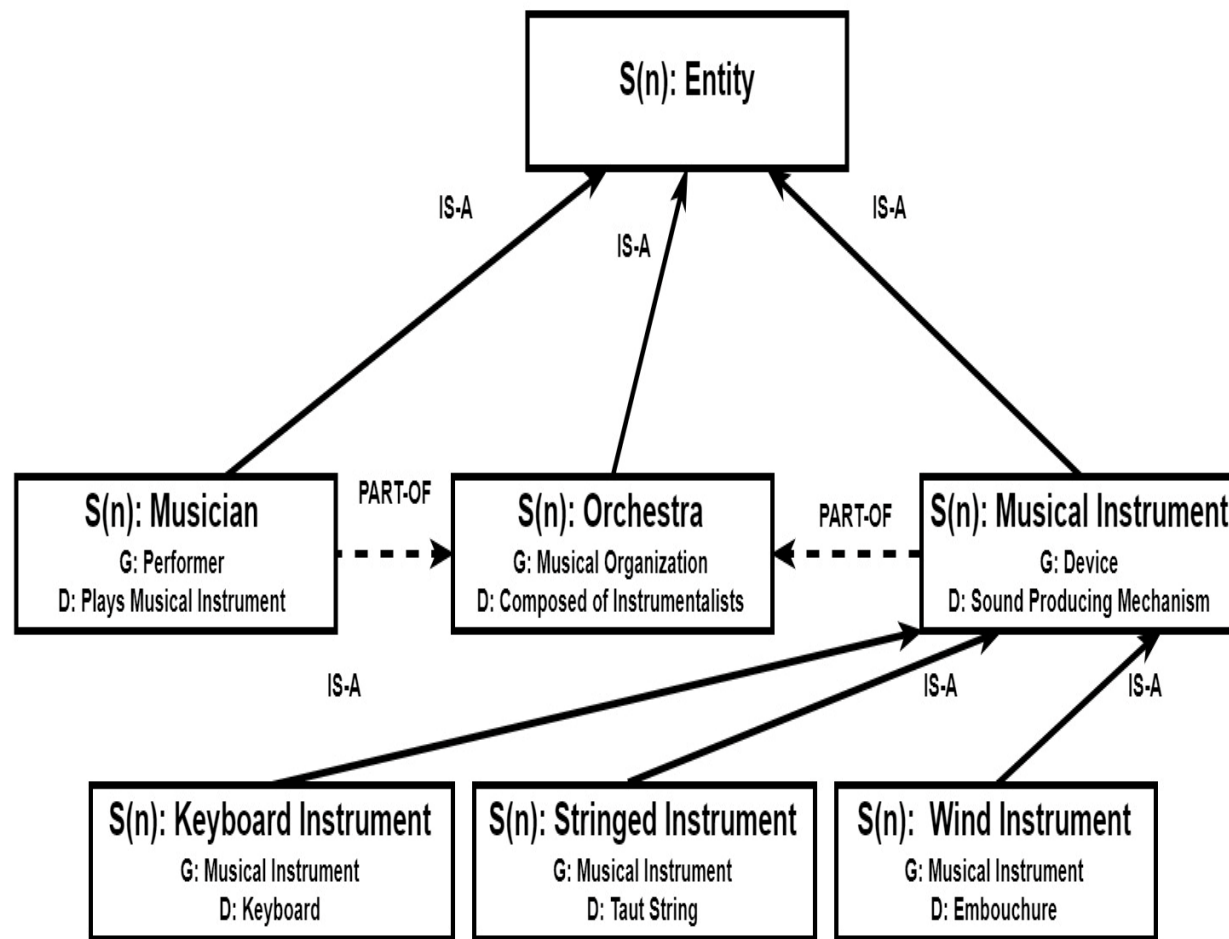 S(n): Entity
IS-A
IS-A
IS-A
S(n): Musician
G: Performer
D: Plays Musical Instrument
PART-OF
S(n): Orchestra
G: Musical Organization
D: Composed of Instrumentalists
PART-OF
S(n): Musical Instrument
G: Device
D: Sound Producing Mechanism
IS-A
IS-A
IS-A
S(n): Keyboard Instrument
G: Musical Instrument
D: Keyboard
S(n): Stringed Instrument
G: Musical Instrument
D: Taut String
S(n): Wind Instrument
G: Musical Instrument
D: Embouchure